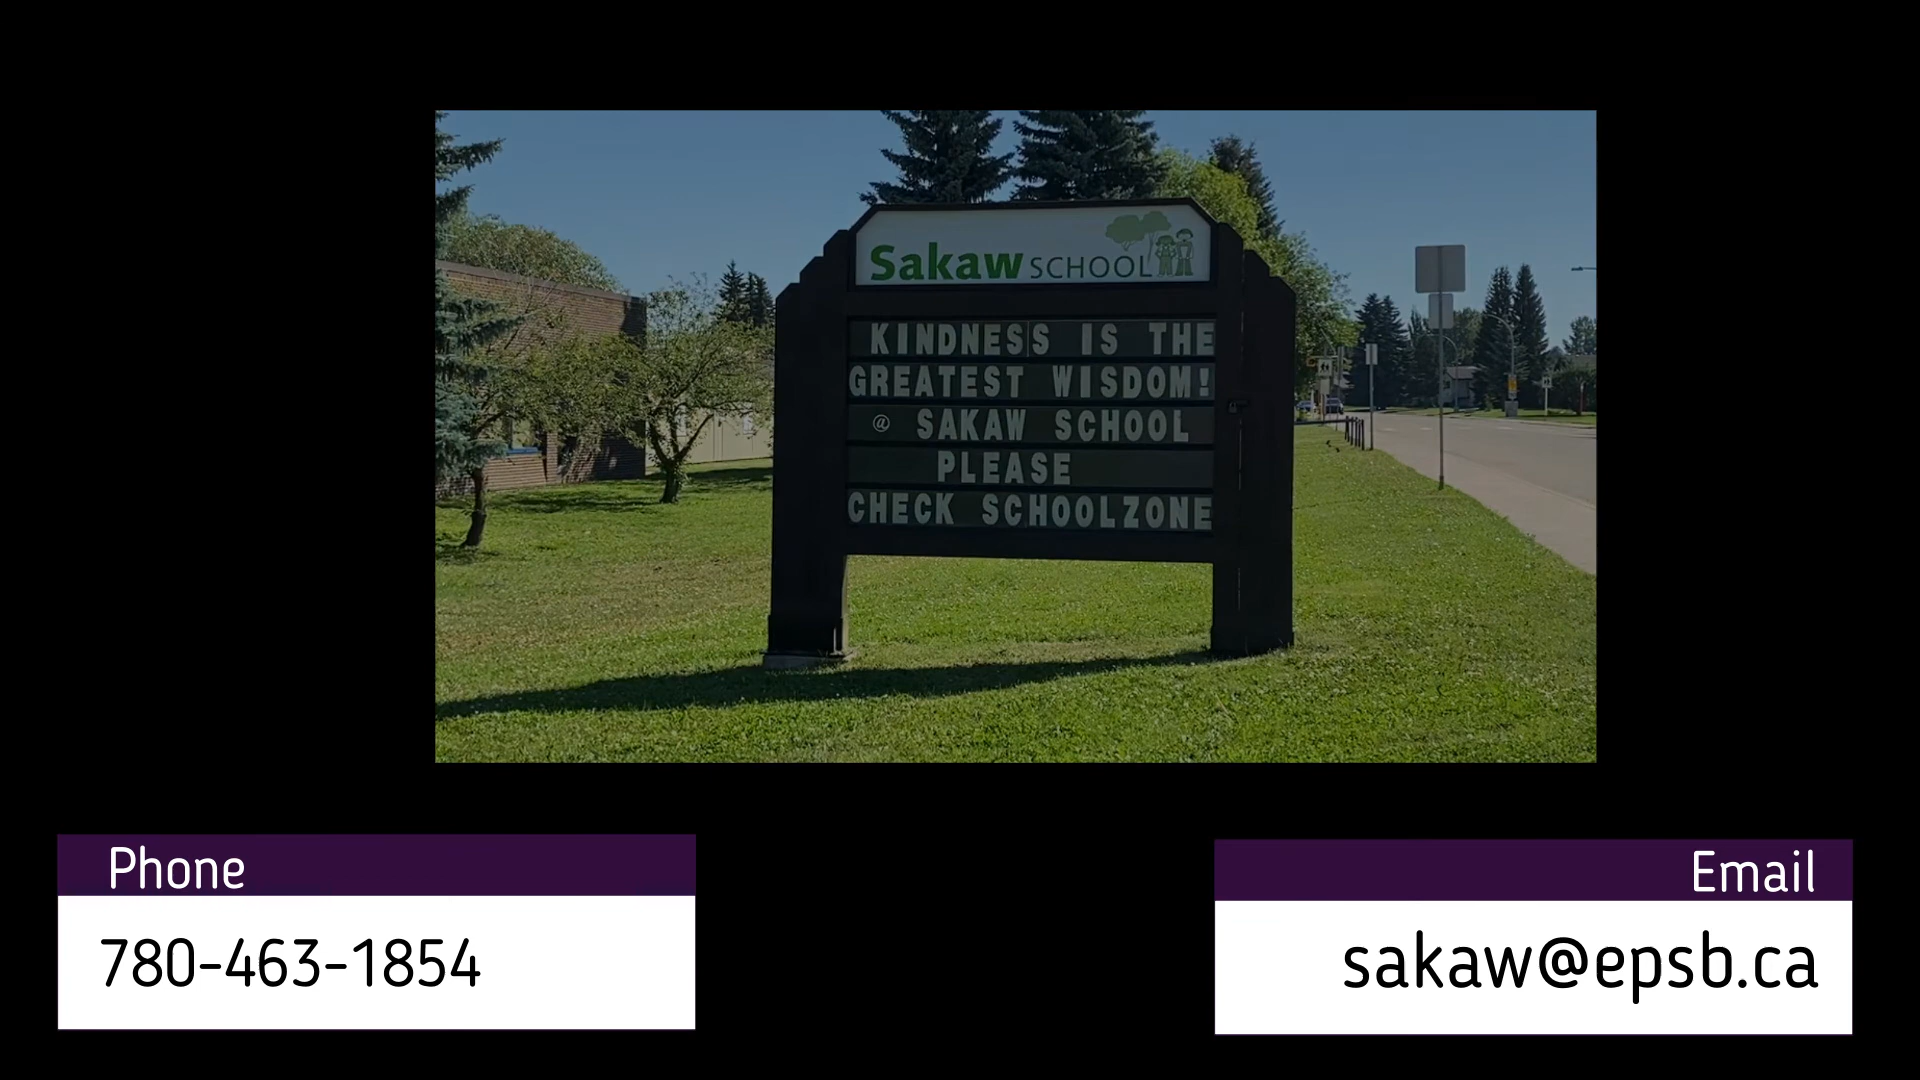 Sakaw SCHOOL
KINDNESS IS THE
GREATEST WISDOM!
@ SAKAW SCHOOL
PLEASE
CHECK SCHOOLZONE
Phone
780-463-1854
Email
sakaw@epsb.ca